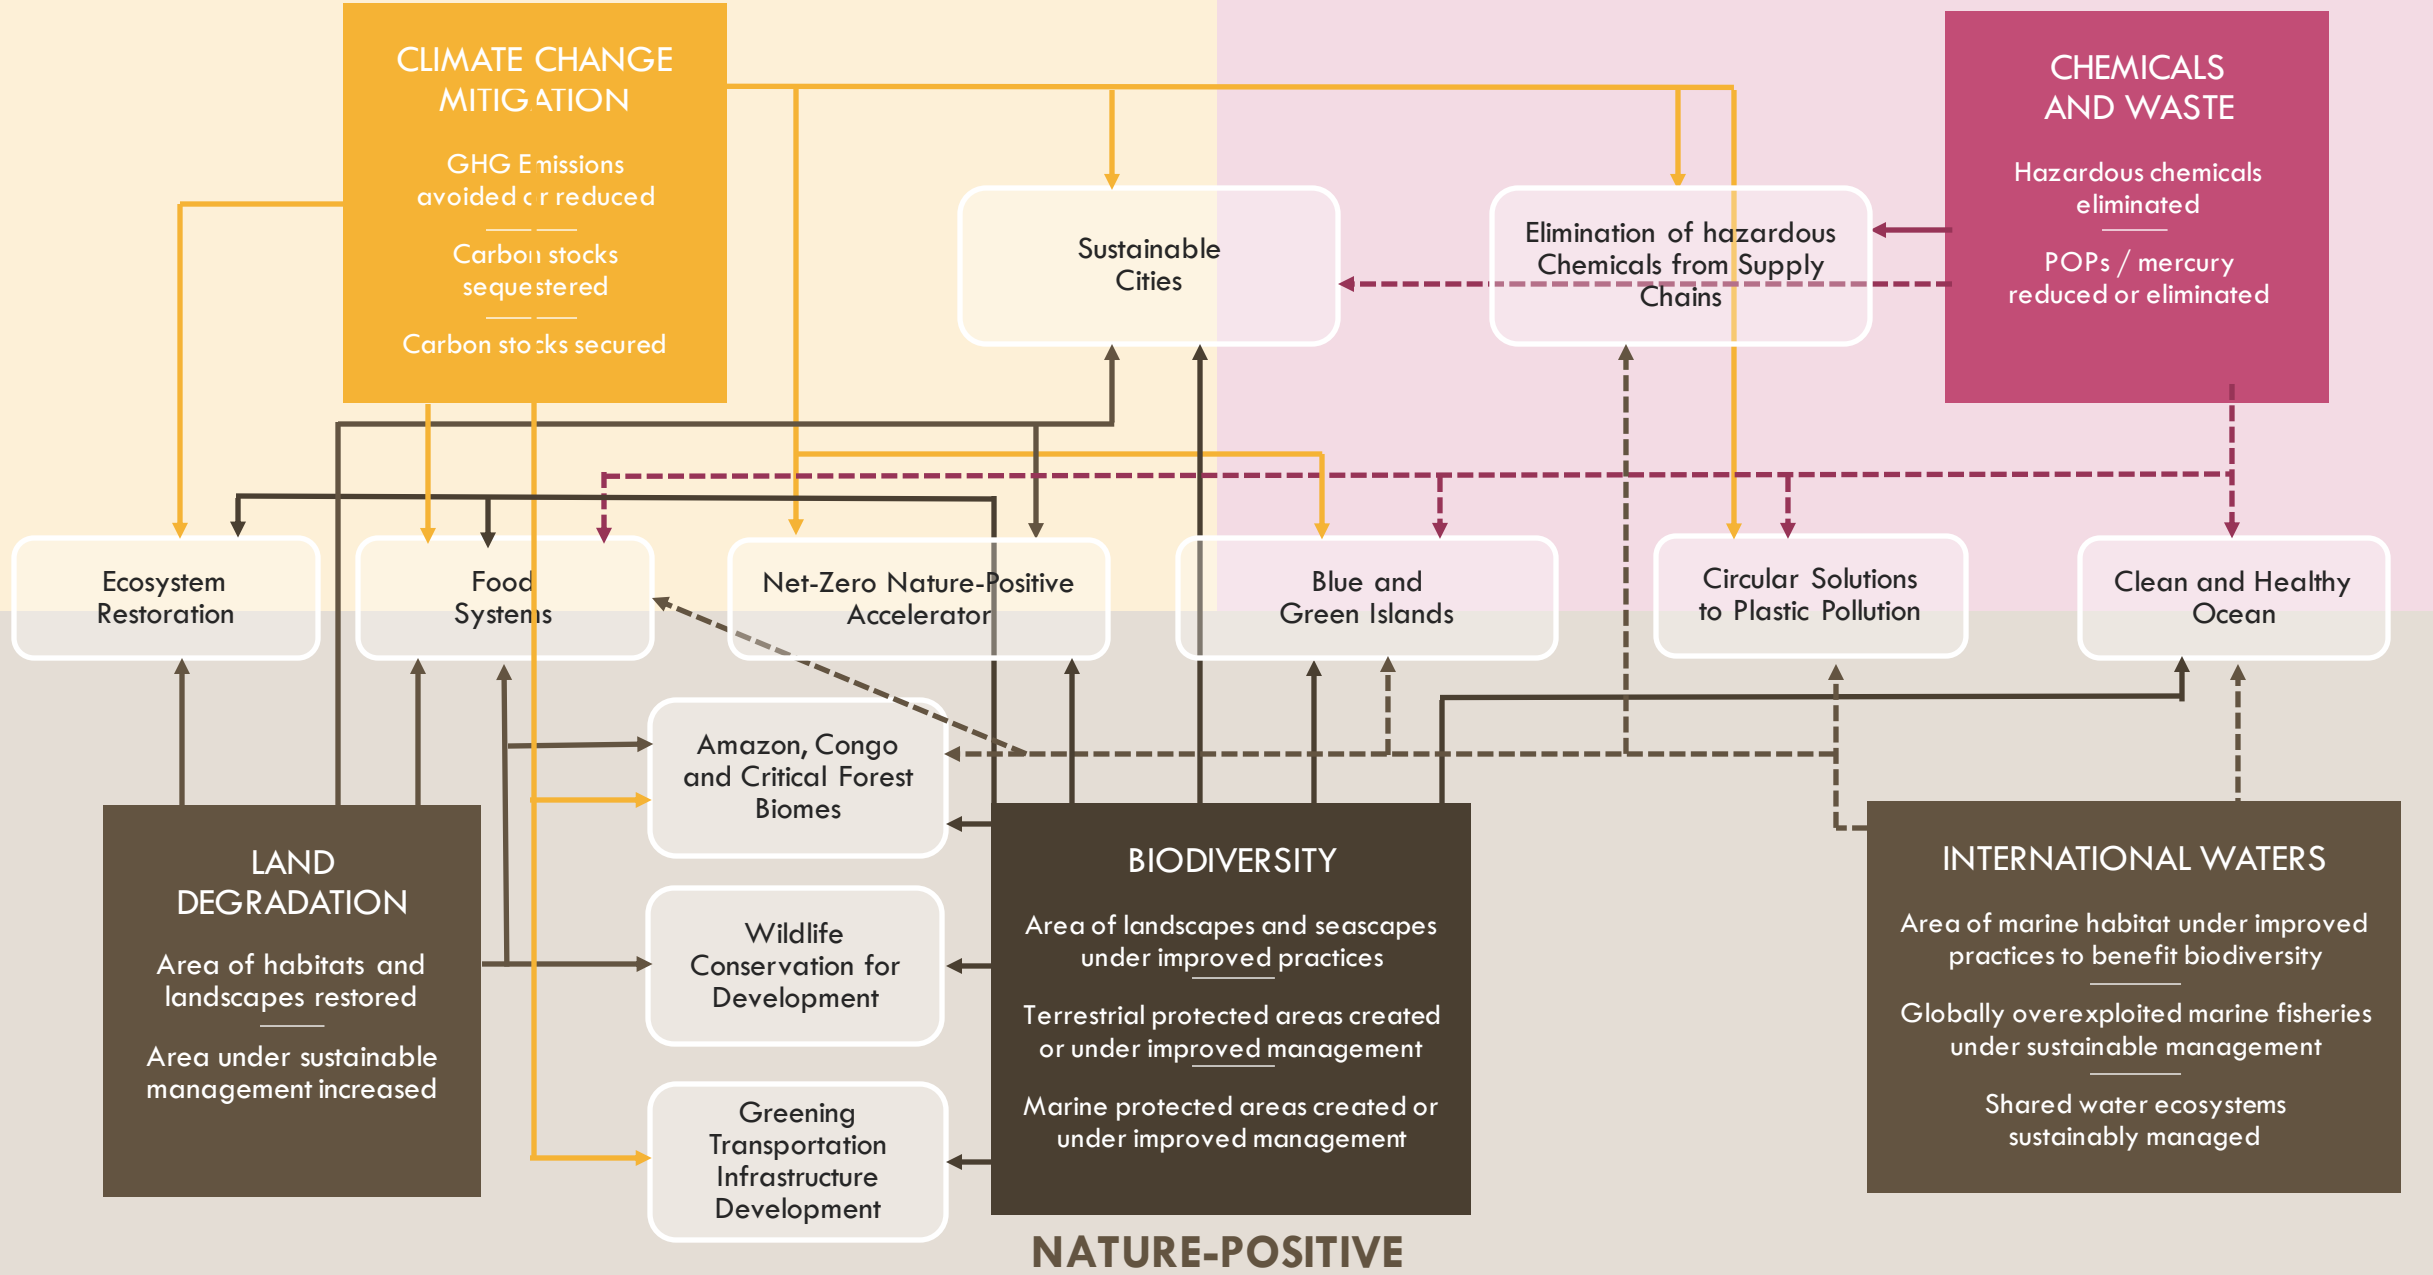 CLIMATE CHANGE
MITIGATION
GHG Emissions
avoided or reduced
Carbon stocks
sequestered
Carbon stocks secured
CHEMICALS
AND WASTE
Hazardous chemicals
eliminated
POPs / mercury
reduced or eliminated
Sustainable
Cities
Elimination of hazardous
Chemicals from Supply
Chains
Ecosystem
Restoration
Food
Systems
Net-Zero Nature-Positive
Accelerator
Blue and
Green Islands
Circular Solutions
to Plastic Pollution
Clean and Healthy
Ocean
Amazon, Congo
and Critical Forest
Biomes
Wildlife
Conservation for
Development
Greening
Transportation
Infrastructure
Development
LAND
DEGRADATION
Area of habitats and
landscapes restored
Area under sustainable
management increased
BIODIVERSITY
Area of landscapes and seascapes
under improved practices
Terrestrial protected areas created
or under improved management
Marine protected areas created or
under improved management
INTERNATIONAL WATERS
Area of marine habitat under improved
practices to benefit biodiversity
Globally overexploited marine fisheries
under sustainable management
Shared water ecosystems
sustainably managed
NATURE-POSITIVE